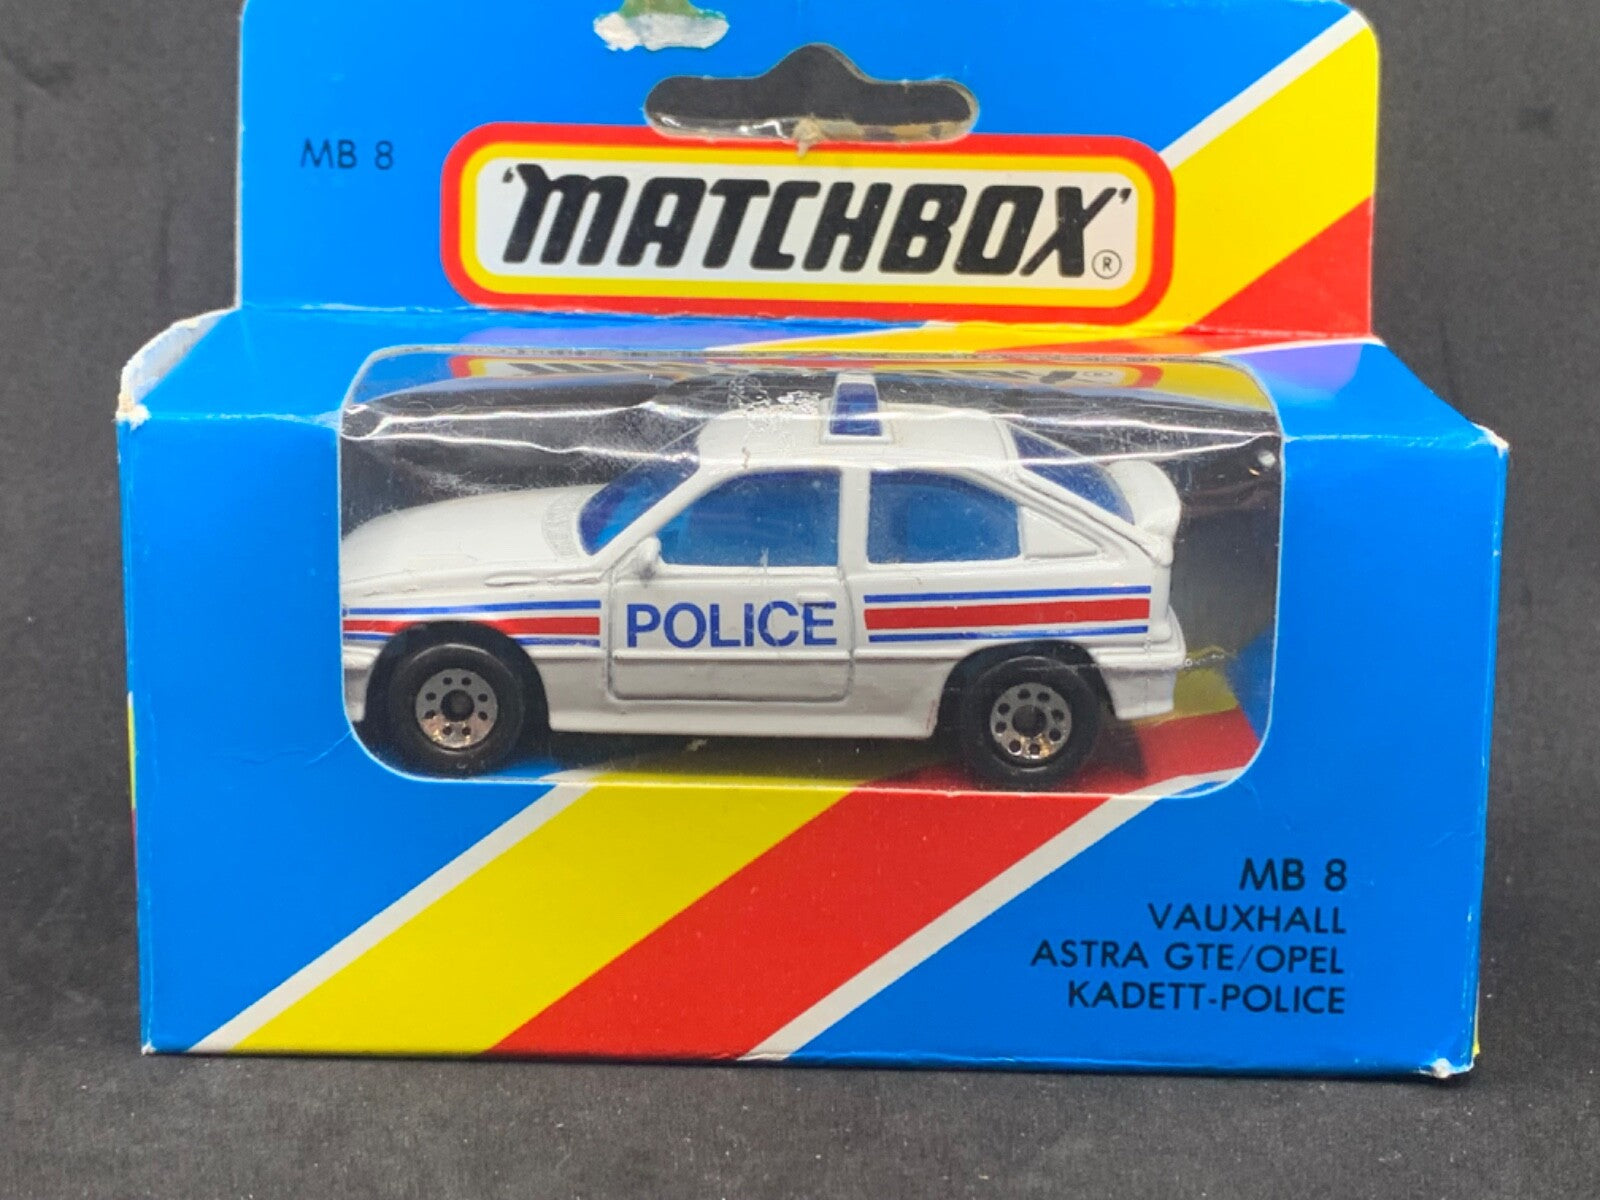 MB 8
'MATCHBOX'®
POLICE
MB 8
VAUXHALL
ASTRA GTE/OPEL
KADETT-POLICE